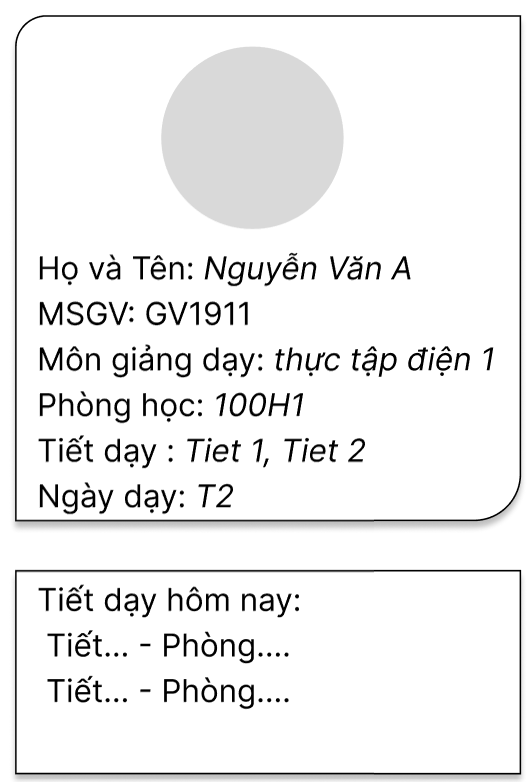 Họ và Tên: Nguyễn Văn A
MSGV: GV1911
Môn giảng dạy: thực tập điện 1
Phòng học: 100H1
Tiết dạy : Tiet 1, Tiet 2
Ngày dạy: T2
Tiết dạy hôm nay:
Tiết... - Phòng....
Tiết... - Phòng....